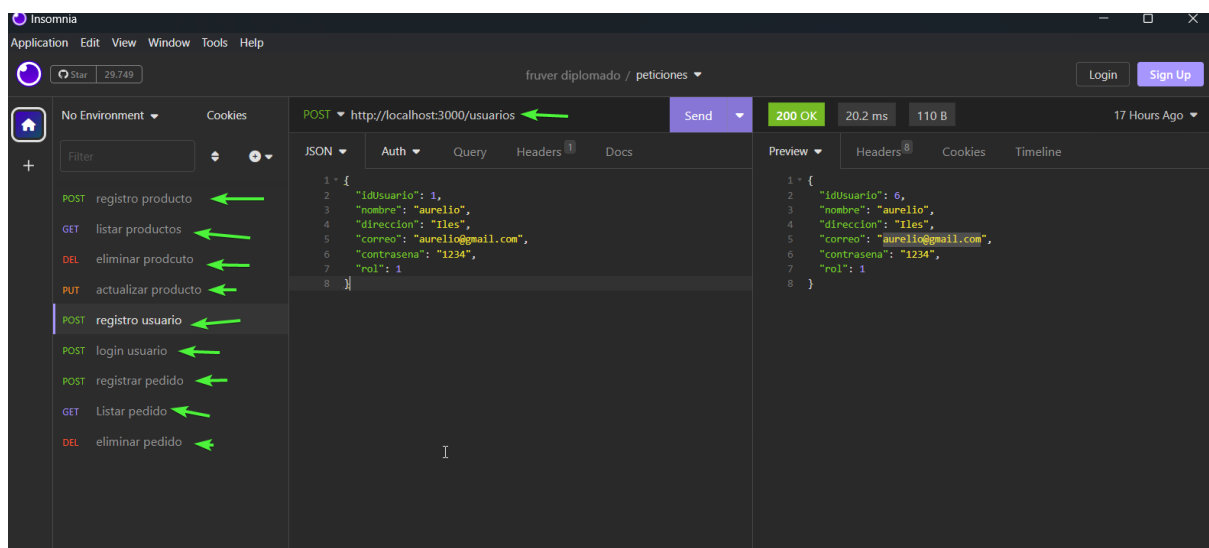 Insomnia
Application Edit View Window Tools Help
Star 29.749
fruver diplomado / peticiones
Login Sign Up
No Environment Cookies
Filter
POST registro producto
GET listar productos
DEL eliminar prodcuto
PUT actualizar producto
POST registro usuario
POST login usuario
POST registrar pedido
GET Listar pedido
DEL eliminar pedido
POST http://localhost:3000/usuarios Send
JSON Auth Query Headers 1 Docs
1 {
2 "idUsuario": 1,
3 "nombre": "aurelio",
4 "direccion": "Iles",
5 "correo": "aurelio@gmail.com",
6 "contrasena": "1234",
7 "rol": 1
8 }
200 OK 20.2 ms 110 B 17 Hours Ago
Preview Headers 8 Cookies Timeline
1 {
2 "idUsuario": 6,
3 "nombre": "aurelio",
4 "direccion": "Iles",
5 "correo": "aurelio@gmail.com",
6 "contrasena": "1234",
7 "rol": 1
8 }